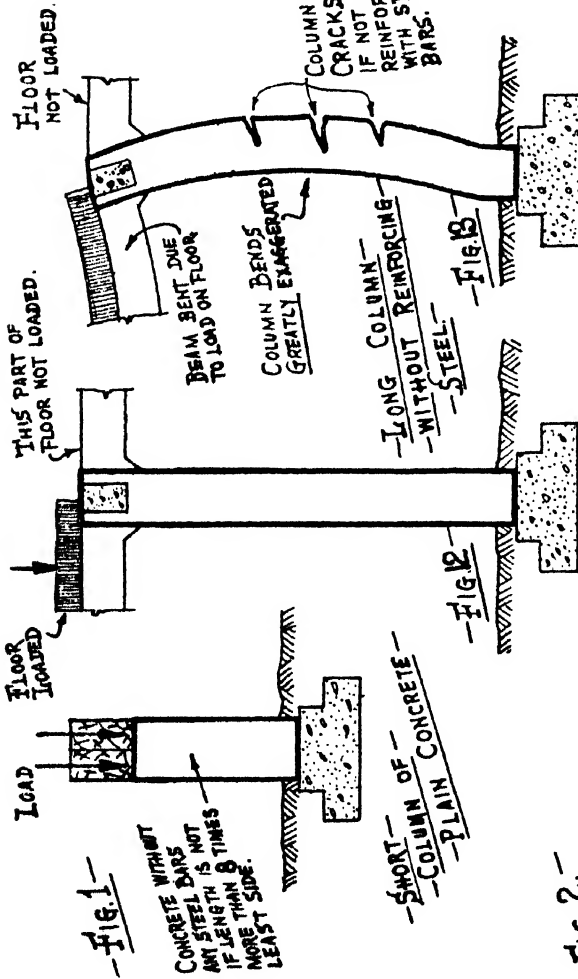 -FIG. 1-
LOAD
CONCRETE WITHOUT
ANY STEEL BARS
IF LENGTH IS NOT
MORE THAN 8 TIMES
LEAST SIDE.
-SHORT-
-COLUMN OF-
-PLAIN CONCRETE-
FLOOR
LOADED
THIS PART OF
FLOOR NOT LOADED.
-FIG. 12-
FLOOR
NOT LOADED.
BEAM BENT DUE
TO LOAD ON FLOOR.
COLUMN BENDS
GREATLY EXAGGERATED
COLUMN
CRACKS
IF NOT
REINFOR
WITH ST
BARS.
-LONG COLUMN-
-WITHOUT REINFORCING-
-STEEL.-
-FIG. 13-